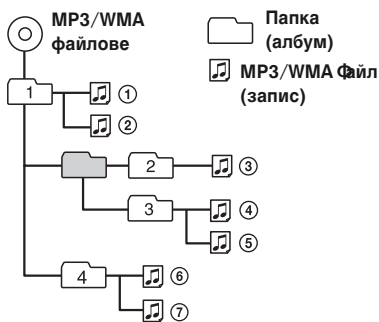 MP3/WMA
файлове
Папка
(албум)
MP3/WMA Файл
(запис)
1
①
②
2
③
3
④
⑤
4
⑥
⑦